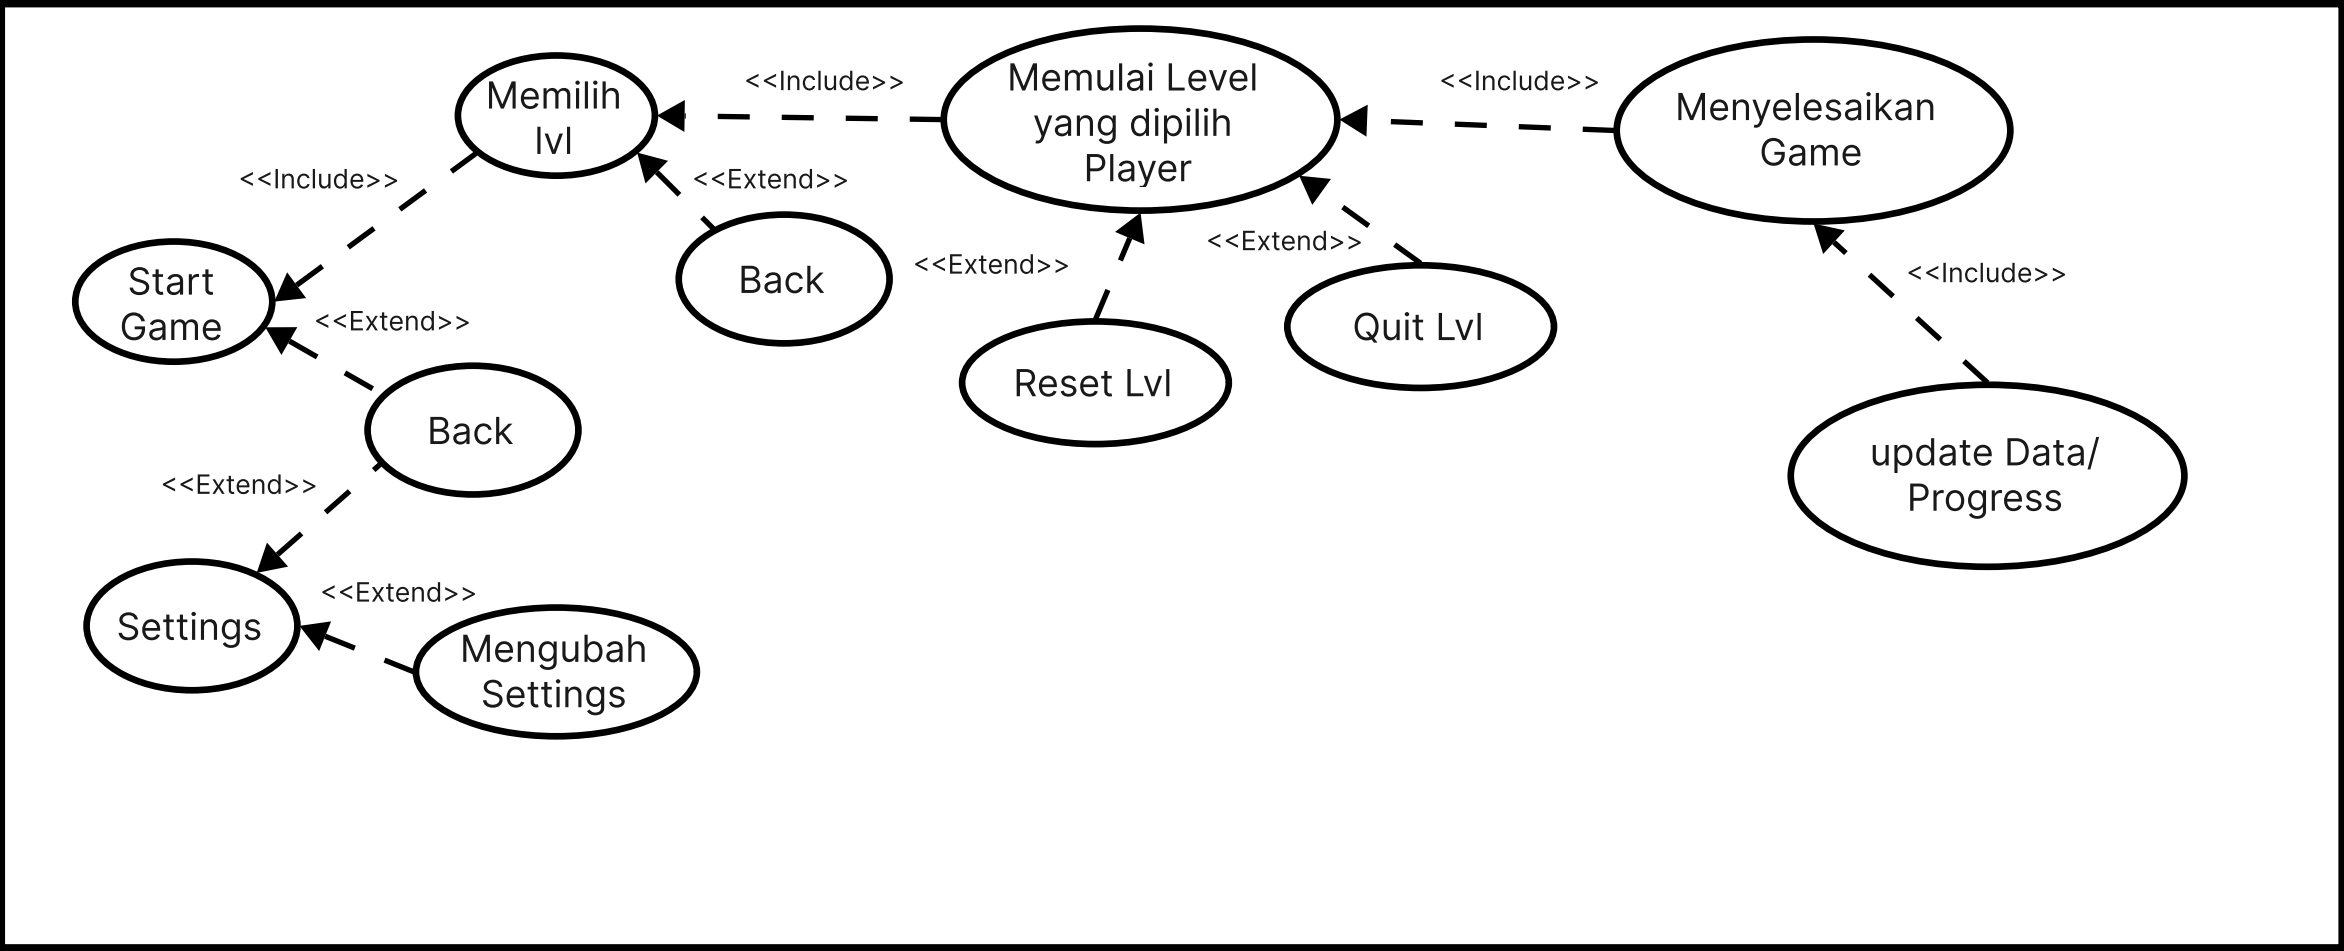 Memilih
lvl
<<Include>>
Memulai Level
yang dipilih
Player
<<Include>>
Menyelesaikan
Game
<<Include>>
<<Extend>>
Back
<<Extend>>
<<Extend>>
<<Include>>
Start
Game
<<Extend>>
Back
Reset Lvl
Quit Lvl
update Data/
Progress
<<Extend>>
Settings
<<Extend>>
Mengubah
Settings